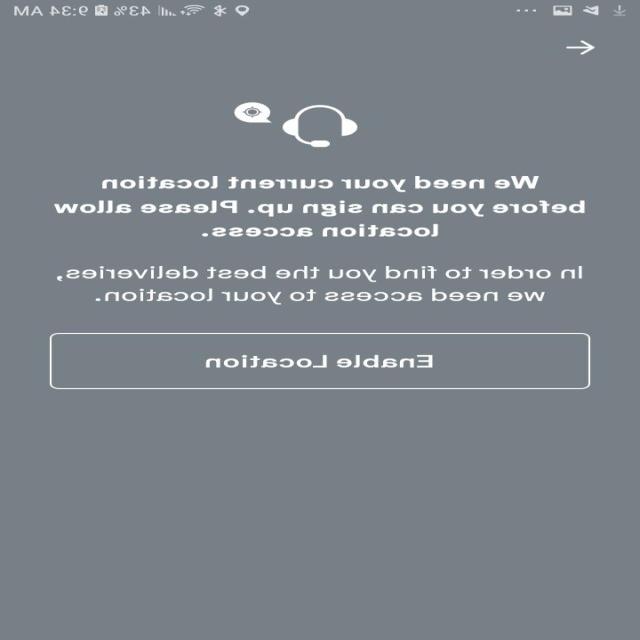 43% 9:34 AM
We need your current location
before you can sign up. Please allow
location access.
In order to find you the best deliveries,
we need access to your location.
Enable Location